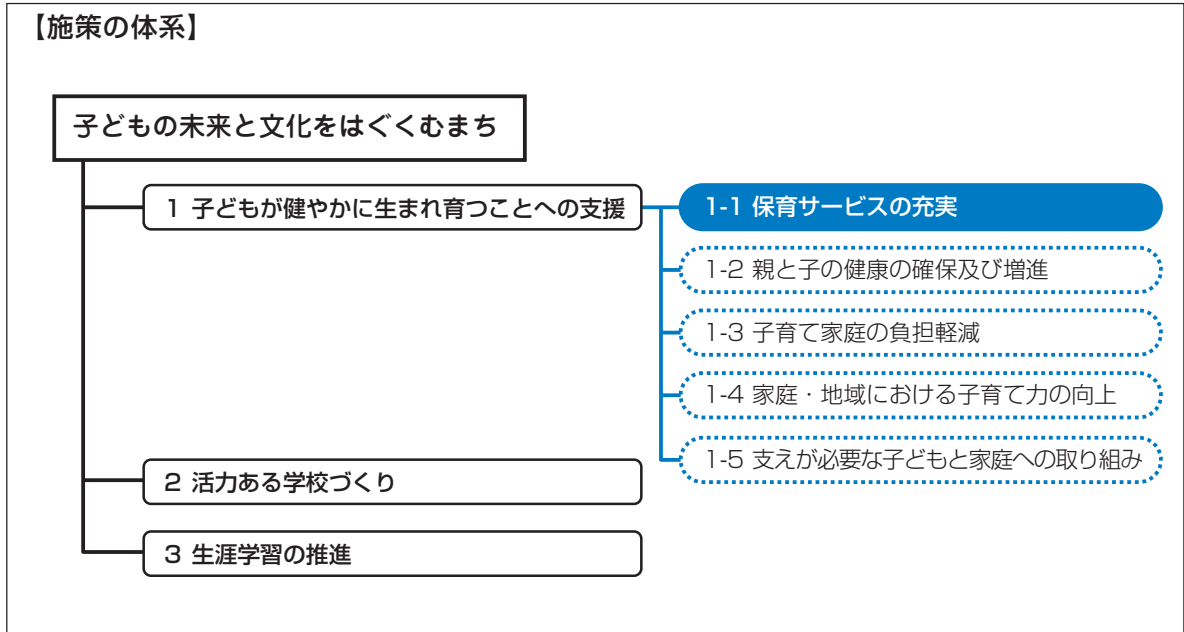 【施策の体系】
子どもの未来と文化をはぐくむまち
1 子どもが健やかに生まれ育つことへの支援
1-1 保育サービスの充実
1-2 親と子の健康の確保及び増進
1-3 子育て家庭の負担軽減
1-4 家庭・地域における子育て力の向上
1-5 支えが必要な子どもと家庭への取り組み
2 活力ある学校づくり
3 生涯学習の推進